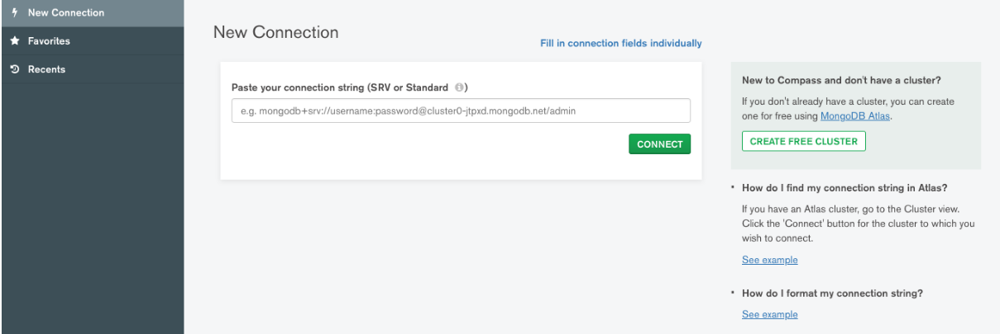 New Connection
Favorites
Recents
New Connection
Fill in connection fields individually
Paste your connection string (SRV or Standard )
e.g. mongodb+srv://username:password@cluster0-jtpxd.mongodb.net/admin
CONNECT
New to Compass and don't have a cluster?
If you don't already have a cluster, you can create
one for free using MongoDB Atlas.
CREATE FREE CLUSTER
• How do I find my connection string in Atlas?
If you have an Atlas cluster, go to the Cluster view.
Click the 'Connect' button for the cluster to which you
wish to connect.
See example
• How do I format my connection string?
See example